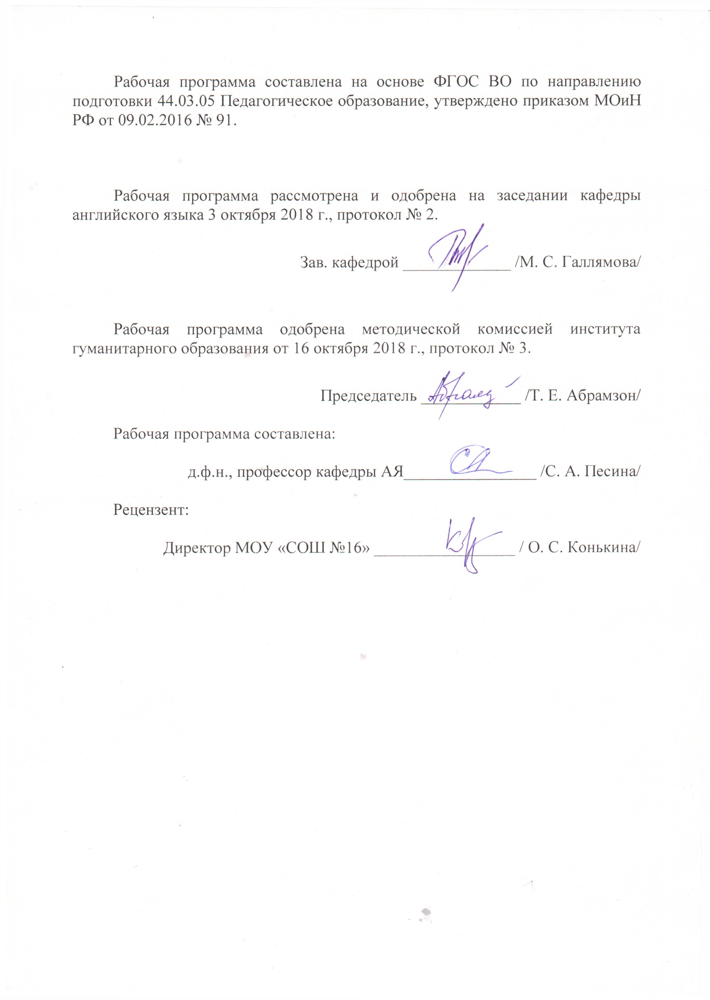 Рабочая программа составлена на основе ФГОС ВО по направлению
подготовки 44.03.05 Педагогическое образование, утверждено приказом МОиН
РФ от 09.02.2016 № 91.
Рабочая программа рассмотрена и одобрена на заседании кафедры
английского языка 3 октября 2018 г., протокол № 2.
Зав. кафедрой _____________ /М. С. Галлямова/
Рабочая программа одобрена методической комиссией института
гуманитарного образования от 16 октября 2018 г., протокол № 3.
Председатель ____________ /Т. Е. Абрамзон/
Рабочая программа составлена:
д.ф.н., профессор кафедры АЯ________________ /С. А. Песина/
Рецензент:
Директор МОУ «СОШ №16» _________________ / О. С. Конькина/